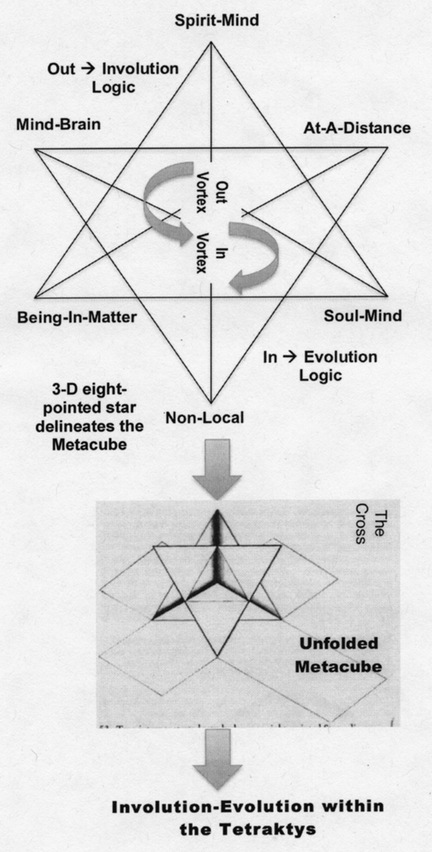 Spirit-Mind
Out → Involution
Logic
Mind-Brain
At-A-Distance
Out
Vortex
In
Vortex
Being-In-Matter
Soul-Mind
In → Evolution
Logic
3-D eight-
pointed star
delineates the
Metacube
Non-Local
The
Cross
Unfolded
Metacube
Involution-Evolution within
the Tetraktys